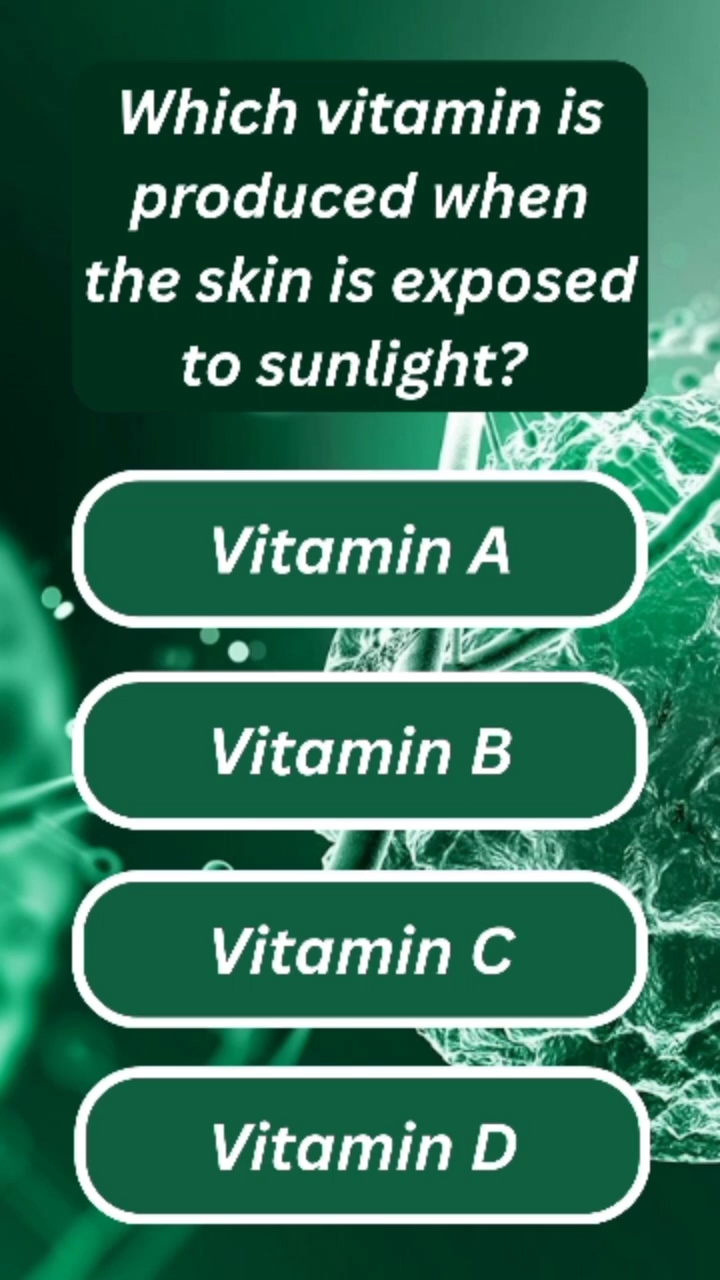 Which vitamin is
produced when
the skin is exposed
to sunlight?
Vitamin A
Vitamin B
Vitamin C
Vitamin D